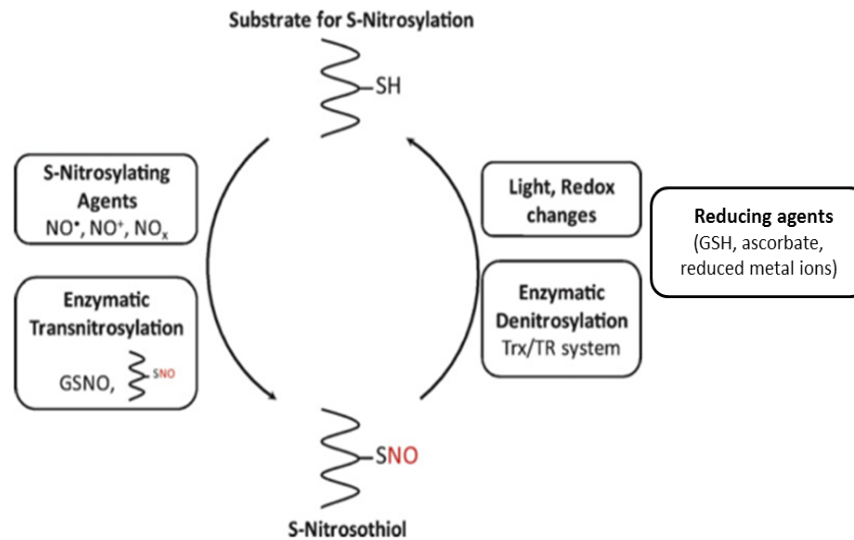 Substrate for S-Nitrosylation
SH
S-Nitrosylating
Agents
NO•, NO⁺, NOₓ
Enzymatic
Transnitrosylation
GSNO,
SNO
Light, Redox
changes
Enzymatic
Denitrosylation
Trx/TR system
Reducing agents
(GSH, ascorbate,
reduced metal ions)
SNO
S-Nitrosothiol